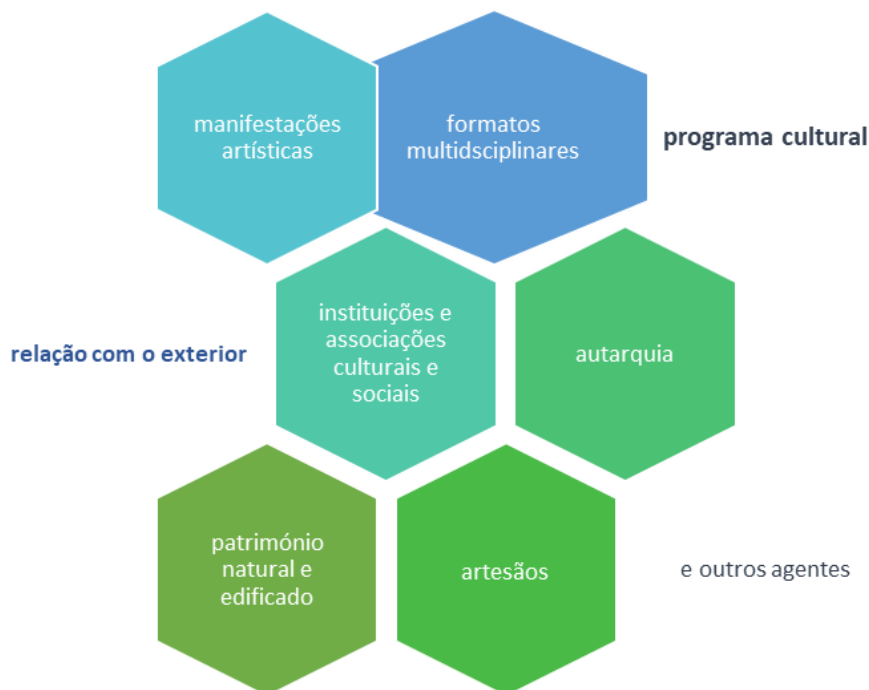 manifestações
artísticas
formatos
multidsciplinares
programa cultural
relação com o exterior
instituições e
associações
culturais e
sociais
autarquia
património
natural e
edificado
artesãos
e outros agentes